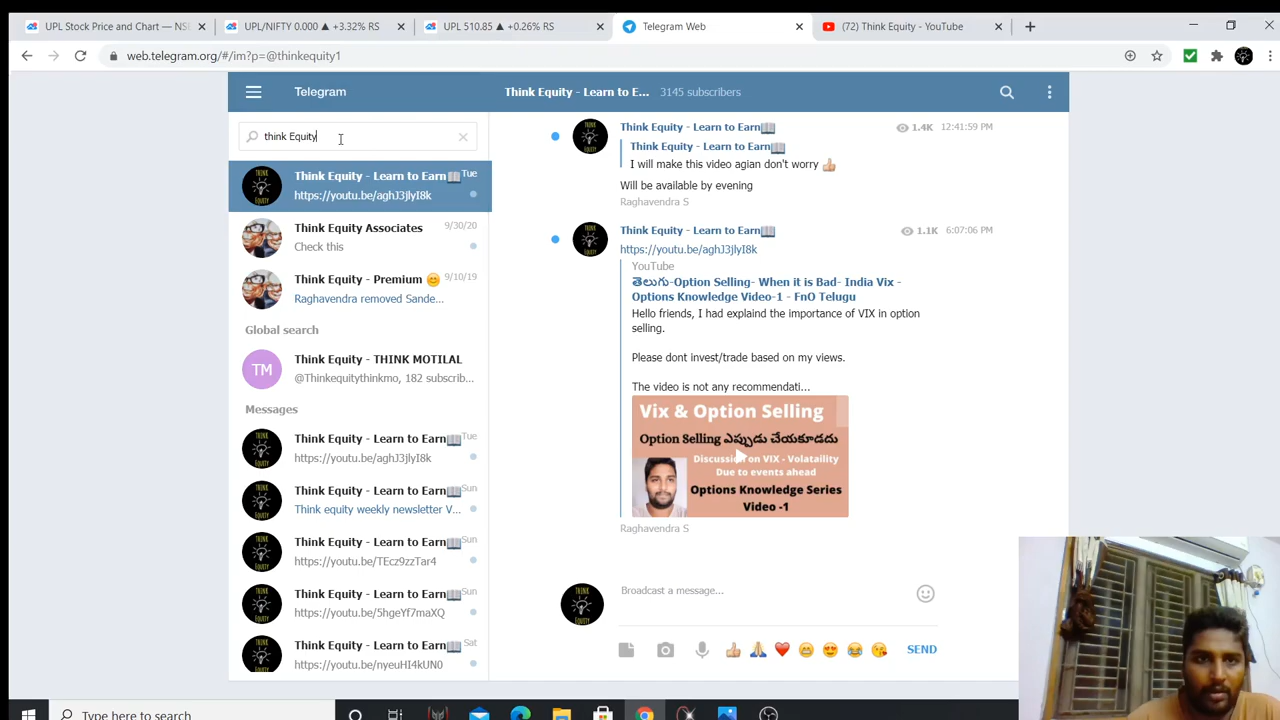 UPL Stock Price and Chart — NSE
UPL/NIFTY 0.000 ▲ +3.32% RS
UPL 510.85 ▲ +0.26% RS
Telegram Web
(72) Think Equity - YouTube
web.telegram.org/#/im?p=@thinkequity1
Telegram
Think Equity - Learn to E... 3145 subscribers
think Equity
Think Equity - Learn to Earn📖 Tue
https://youtu.be/aghJ3jlyI8k
Think Equity Associates 9/30/20
Check this
Think Equity - Premium 😊 9/10/19
Raghavendra removed Sande...
Global search
TM
Think Equity - THINK MOTILAL
@Thinkequitythinkmo, 182 subscrib...
Messages
Think Equity - Learn to Earn📖 Tue
https://youtu.be/aghJ3jlyI8k
Think Equity - Learn to Earn📖 Sun
Think equity weekly newsletter V...
Think Equity - Learn to Earn📖 Sun
https://youtu.be/TEcz9zzTar4
Think Equity - Learn to Earn📖 Sun
https://youtu.be/5hgeYf7maXQ
Think Equity - Learn to Earn📖 Sat
https://youtu.be/nyeuHI4kUN0
Think Equity - Learn to Earn📖 1.4K 12:41:59 PM
Think Equity - Learn to Earn📖
I will make this video agian don't worry 👍
Will be available by evening
Raghavendra S
Think Equity - Learn to Earn📖 1.1K 6:07:06 PM
https://youtu.be/aghJ3jlyI8k
YouTube
తెలుగు-Option Selling- When it is Bad- India Vix -
Options Knowledge Video-1 - FnO Telugu
Hello friends, I had explaind the importance of VIX in option
selling.
Please dont invest/trade based on my views.
The video is not any recommendati...
Vix & Option Selling
Option Selling ఎప్పుడు చేయకూడదు
Discussion on VIX - Volataility
Due to events ahead
Options Knowledge Series
Video -1
Raghavendra S
Broadcast a message...
SEND
Type here to search